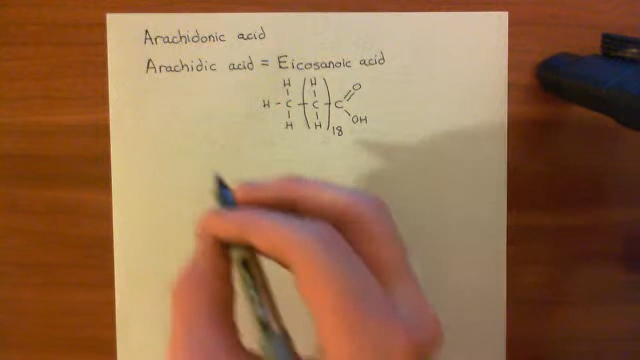 Arachidonic acid
Arachidic acid = Eicosanoic acid
H H O
H - C - ( C ) - C
H H 18 OH